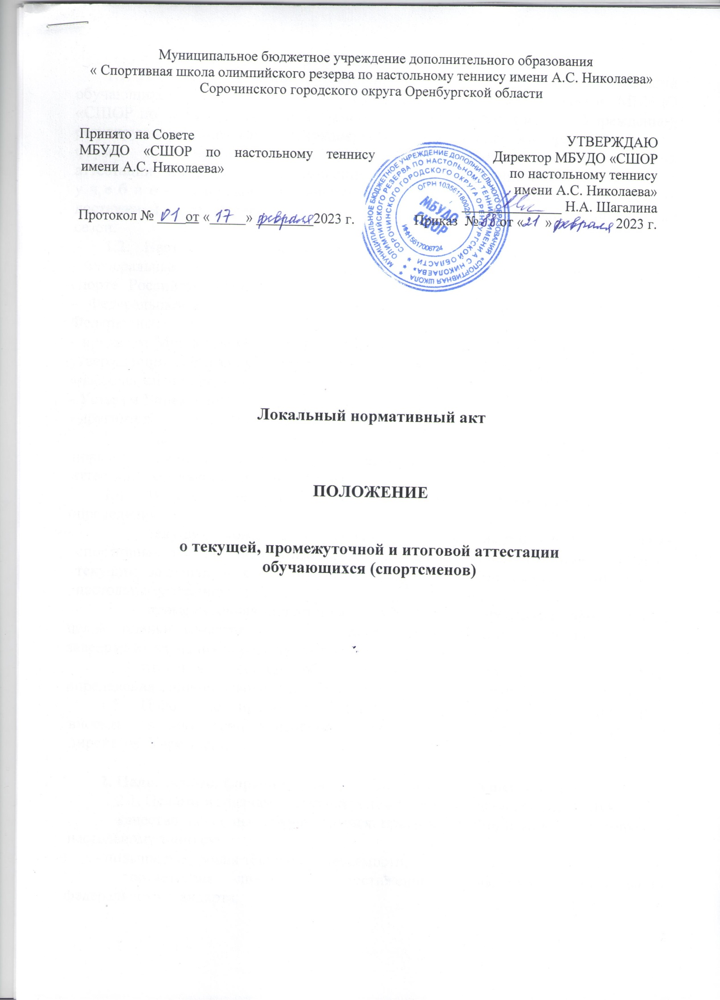 Муниципальное бюджетное учреждение дополнительного образования
« Спортивная школа олимпийского резерва по настольному теннису имени А.С. Николаева»
Сорочинского городского округа Оренбургской области
Принято на Совете
МБУДО «СШОР по настольному теннису
имени А.С. Николаева»
Протокол № 01 от « 17 » февраля 2023 г.
УТВЕРЖДАЮ
Директор МБУДО «СШОР
по настольному теннису
имени А.С. Николаева»
Н.А. Шагалина
Приказ № 88 от «21 » февраля 2023 г.
МУНИЦИПАЛЬНОЕ БЮДЖЕТНОЕ УЧРЕЖДЕНИЕ ДОПОЛНИТЕЛЬНОГО ОБРАЗОВАНИЯ «СПОРТИВНАЯ ШКОЛА
ОЛИМПИЙСКОГО РЕЗЕРВА ПО НАСТОЛЬНОМУ ТЕННИСУ ИМЕНИ А С НИКОЛАЕВА»
СОРОЧИНСКОГО ГОРОДСКОГО ОКРУГА ОРЕНБУРГСКОЙ ОБЛАСТИ
ОГРН
МБУДО
СШОР
ИНН 5617006724
Локальный нормативный акт
ПОЛОЖЕНИЕ
о текущей, промежуточной и итоговой аттестации
обучающихся (спортсменов)